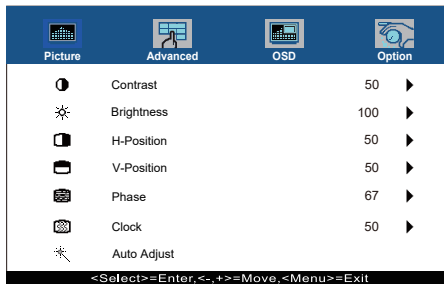 Picture Advanced OSD Option
Contrast 50
Brightness 100
H-Position 50
V-Position 50
Phase 67
Clock 50
Auto Adjust
<Select>=Enter,<-,+>=Move,<Menu>=Exit